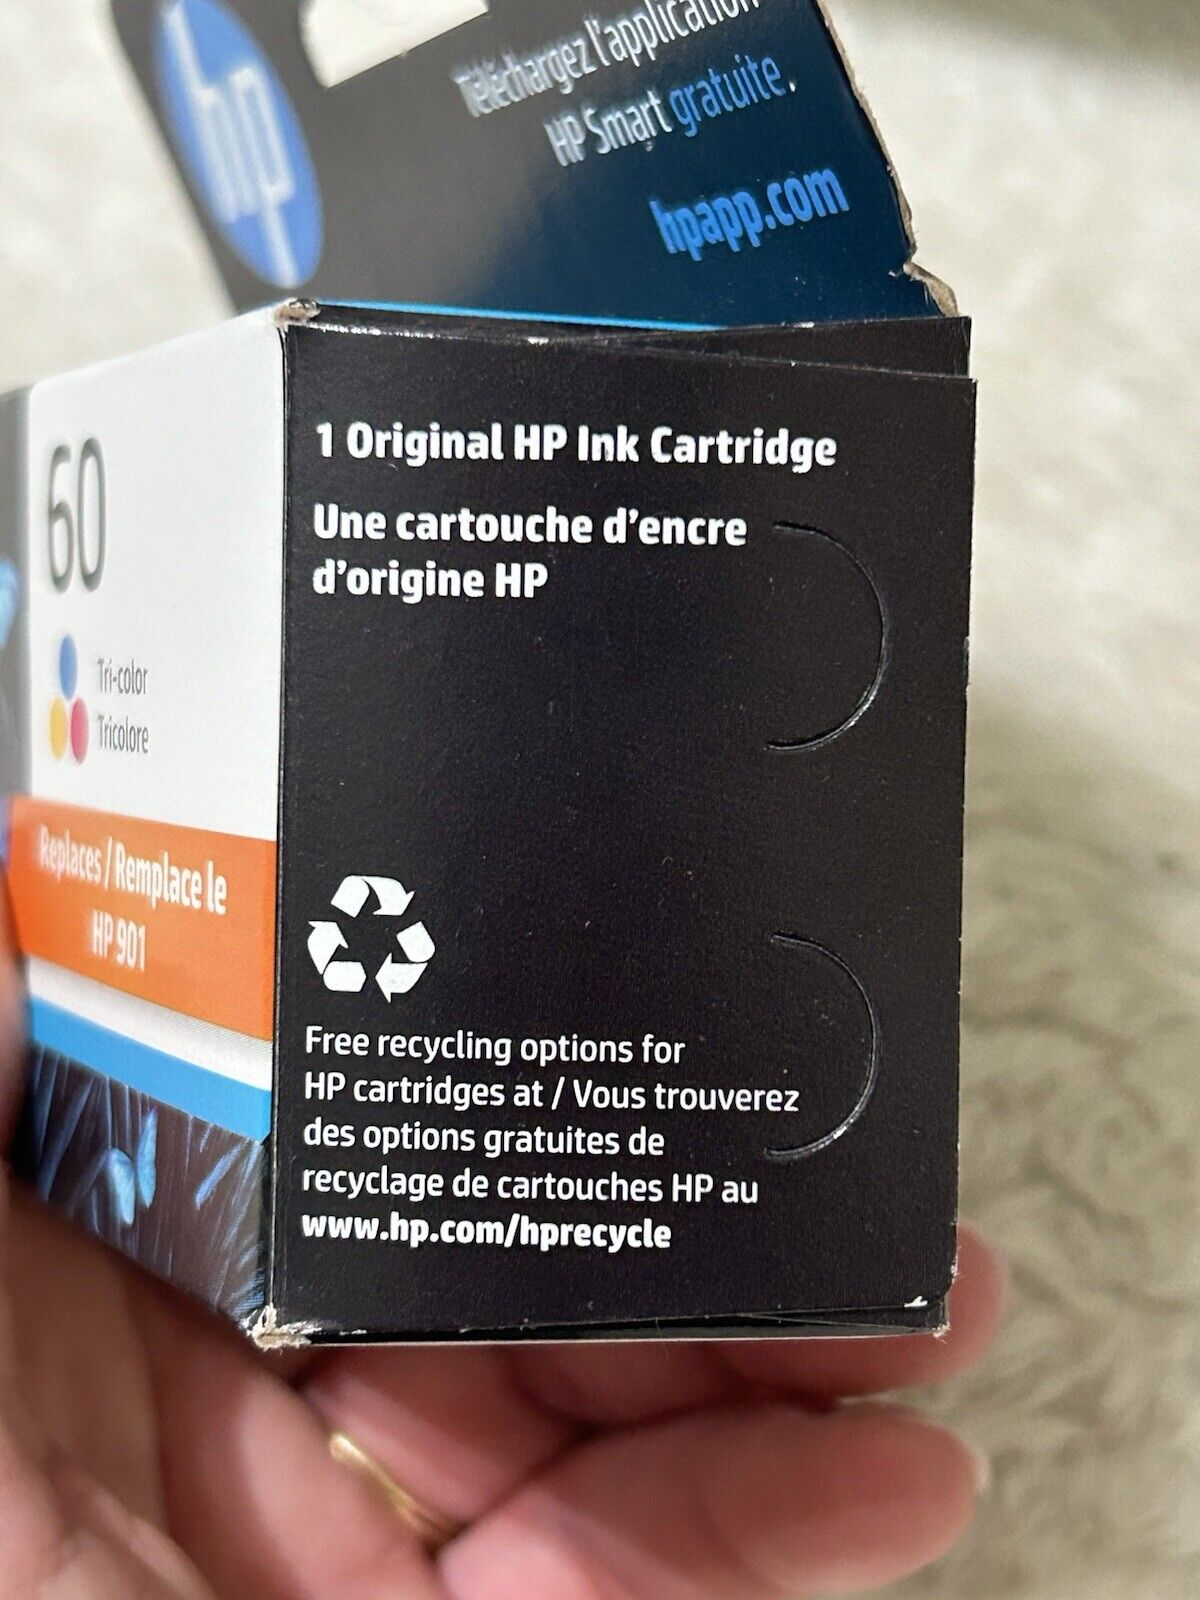 hp
Téléchargez l'application
HP Smart gratuite.
hpapp.com
60
Tri-color
Tricolore
Replaces / Remplace le
HP 901
1 Original HP Ink Cartridge
Une cartouche d'encre
d'origine HP
Free recycling options for
HP cartridges at / Vous trouverez
des options gratuites de
recyclage de cartouches HP au
www.hp.com/hprecycle